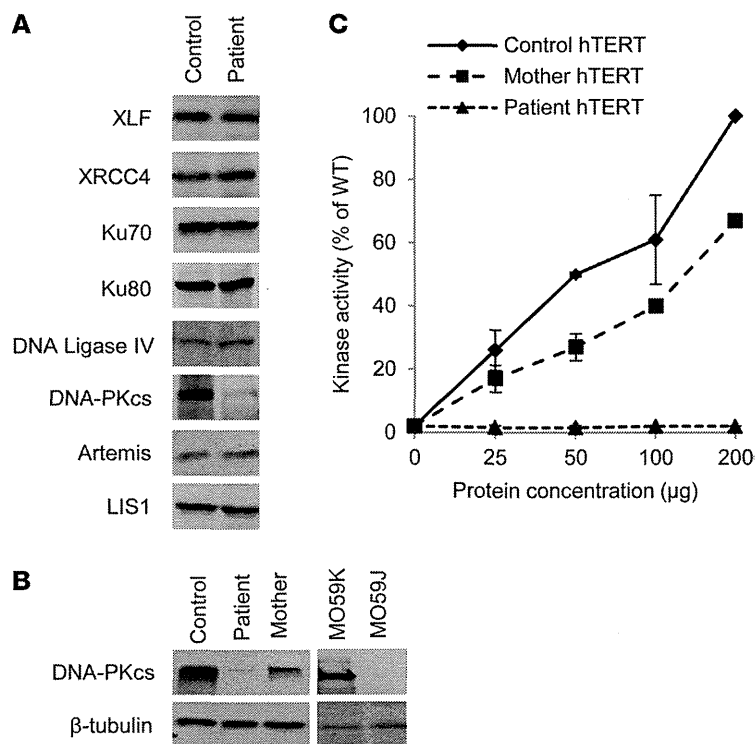 A
Control
Patient
XLF
XRCC4
Ku70
Ku80
DNA Ligase IV
DNA-PKcs
Artemis
LIS1
B
Control
Patient
Mother
MO59K
MO59J
DNA-PKcs
β-tubulin
C
Control hTERT
Mother hTERT
Patient hTERT
Kinase activity (% of WT)
100
80
60
40
20
0
0 25 50 100 200
Protein concentration (µg)